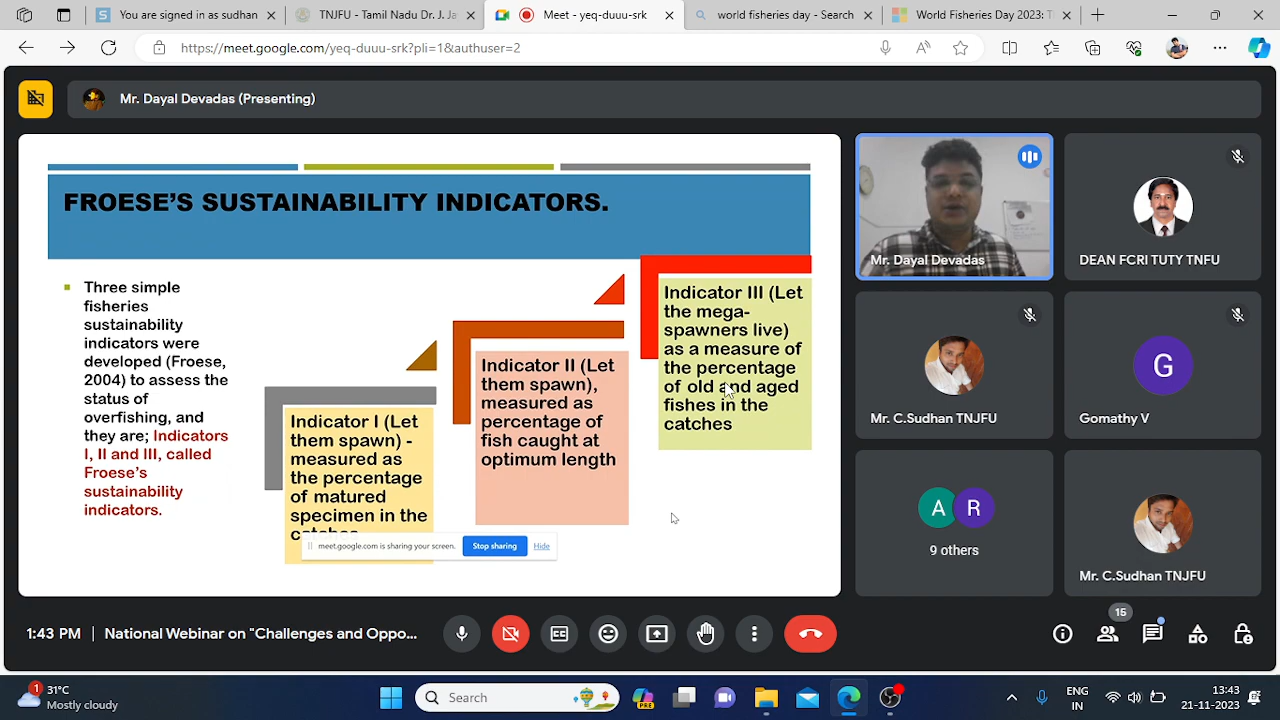 You are signed in as sudhan
TNJFU - Tamil Nadu Dr. J. Ja
Meet - yeq-duuu-srk
world fisheries day - Search
World Fisheries Day 2023: T
https://meet.google.com/yeq-duuu-srk?pli=1&authuser=2
Mr. Dayal Devadas (Presenting)
FROESE'S SUSTAINABILITY INDICATORS.
Three simple
fisheries
sustainability
indicators were
developed (Froese,
2004) to assess the
status of
overfishing, and
they are; Indicators
I, II and III, called
Froese's
sustainability
indicators.
Indicator I (Let
them spawn) -
measured as
the percentage
of matured
specimen in the
catches
Indicator II (Let
them spawn),
measured as
percentage of
fish caught at
optimum length
Indicator III (Let
the mega-
spawners live)
as a measure of
the percentage
of old and aged
fishes in the
catches
meet.google.com is sharing your screen.
Stop sharing
Hide
Mr. Dayal Devadas
DEAN FCRI TUTY TNFU
Mr. C.Sudhan TNJFU
G
Gomathy V
A
R
9 others
Mr. C.Sudhan TNJFU
1:43 PM
National Webinar on "Challenges and Oppo...
15
1
31°C
Mostly cloudy
Search
PRE
ENG
IN
13:43
21-11-2023